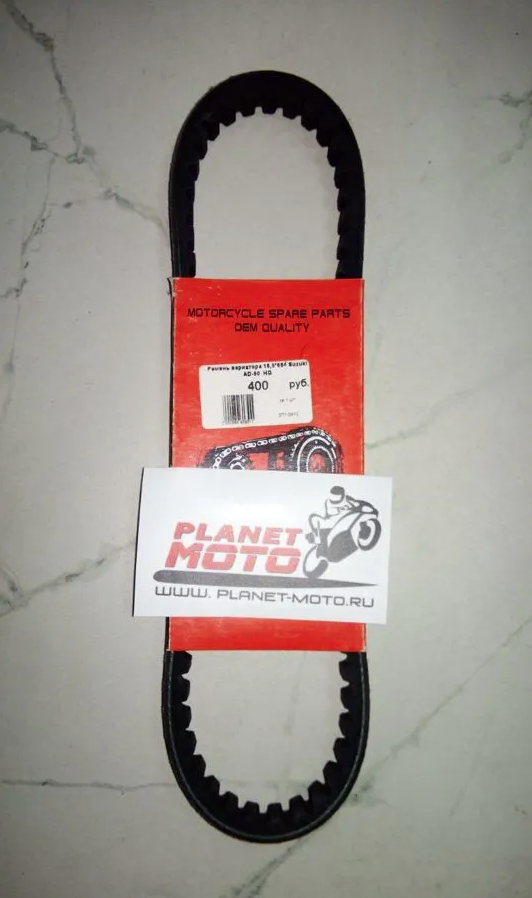 MOTORCYCLE SPARE PARTS
OEM QUALITY
Ремень вариатора 16,5*654 Suzuki
AD-50 HQ
400 руб.
PLANET
MOTO
WWW. PLANET-MOTO.RU